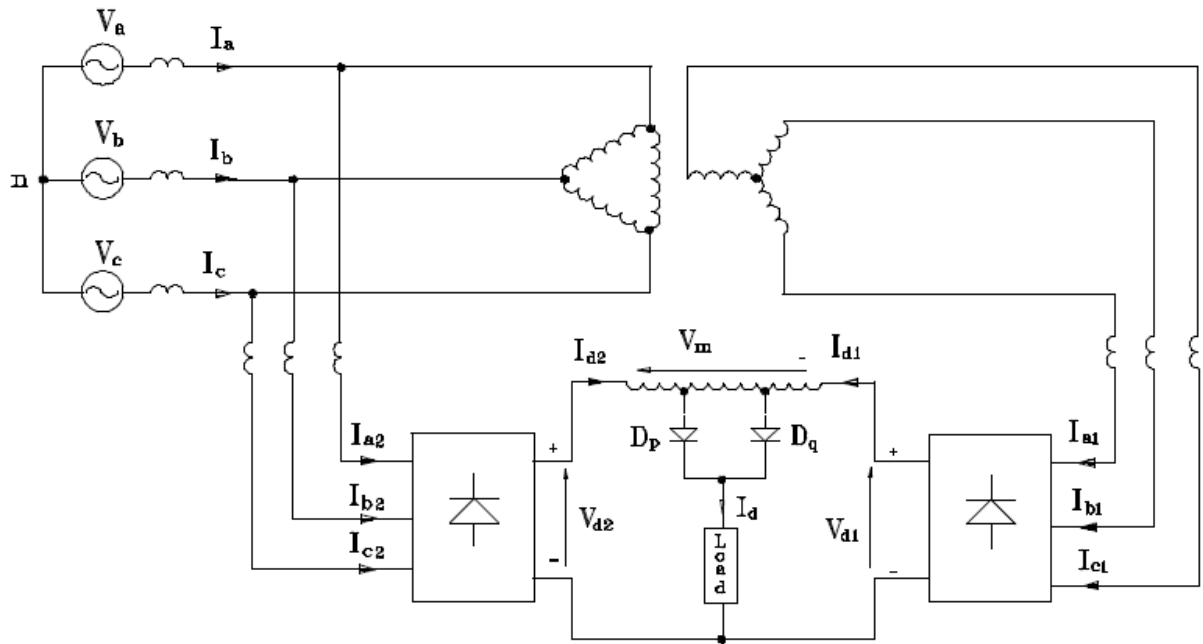 Va
Ia
Vb
Ib
n
Vc
Ic
Id2
Vm
-
Id1
Dp
Dq
Ia2
+
+
Ia1
Ib2
Vd2
Id
Vd1
Ib1
Ic2
-
Load
-
Ic1